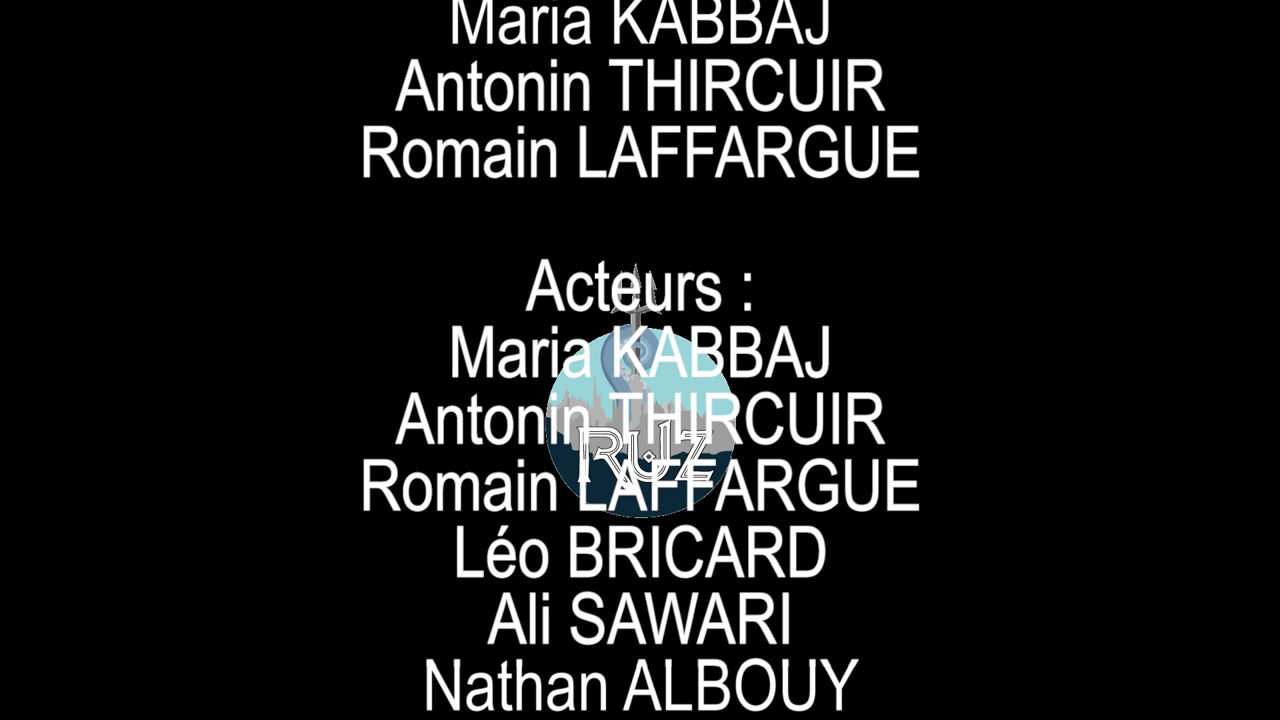 Maria KABBAJ
Antonin THIRCUIR
Romain LAFFARGUE
Acteurs :
Maria KABBAJ
Antonin THIRCUIR
Romain LAFFARGUE
Léo BRICARD
Ali SAWARI
Nathan ALBOUY